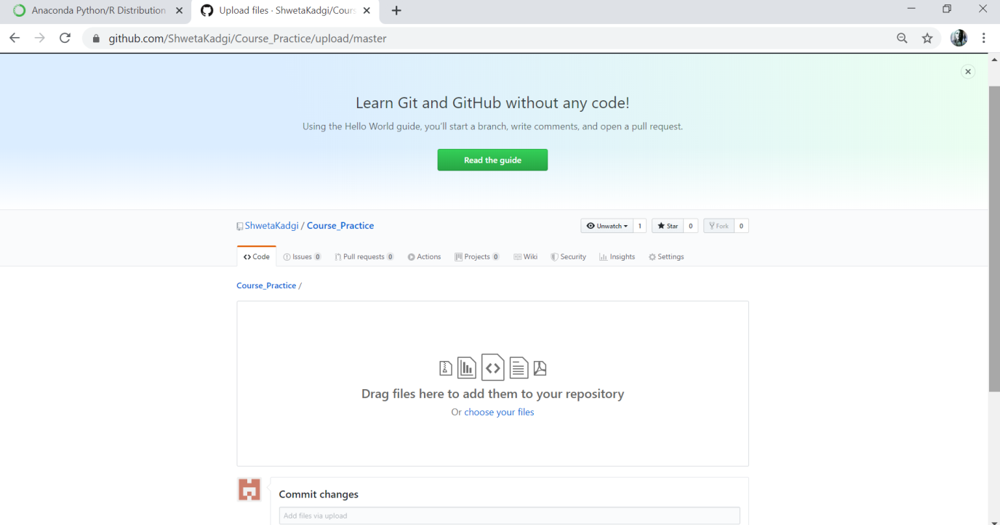 Anaconda Python/R Distribution
Upload files · ShwetaKadgi/Cours
github.com/ShwetaKadgi/Course_Practice/upload/master
Learn Git and GitHub without any code!
Using the Hello World guide, you'll start a branch, write comments, and open a pull request.
Read the guide
ShwetaKadgi / Course_Practice
Unwatch 1 Star 0 Fork 0
Code Issues 0 Pull requests 0 Actions Projects 0 Wiki Security Insights Settings
Course_Practice /
Drag files here to add them to your repository
Or choose your files
Commit changes
Add files via upload